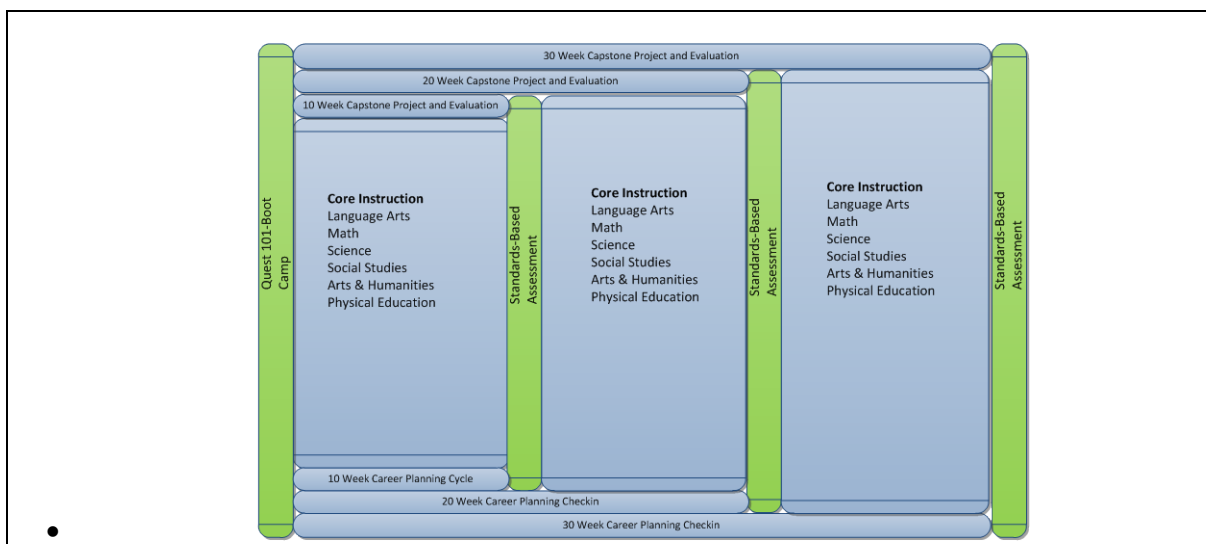 30 Week Capstone Project and Evaluation
20 Week Capstone Project and Evaluation
10 Week Capstone Project and Evaluation
Quest 101-Boot
Camp
Core Instruction
Language Arts
Math
Science
Social Studies
Arts & Humanities
Physical Education
Standards-Based
Assessment
Core Instruction
Language Arts
Math
Science
Social Studies
Arts & Humanities
Physical Education
Standards-Based
Assessment
Core Instruction
Language Arts
Math
Science
Social Studies
Arts & Humanities
Physical Education
Standards-Based
Assessment
10 Week Career Planning Cycle
20 Week Career Planning Checkin
30 Week Career Planning Checkin